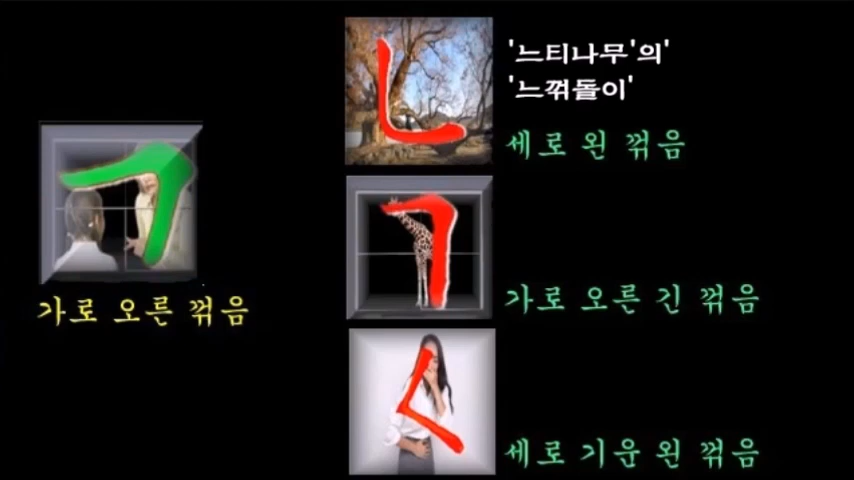 '느티나무'의'
'느꺾돌이'
세로 왼 꺾음
가로 오른 꺾음
가로 오른 긴 꺾음
세로 기운 왼 꺾음